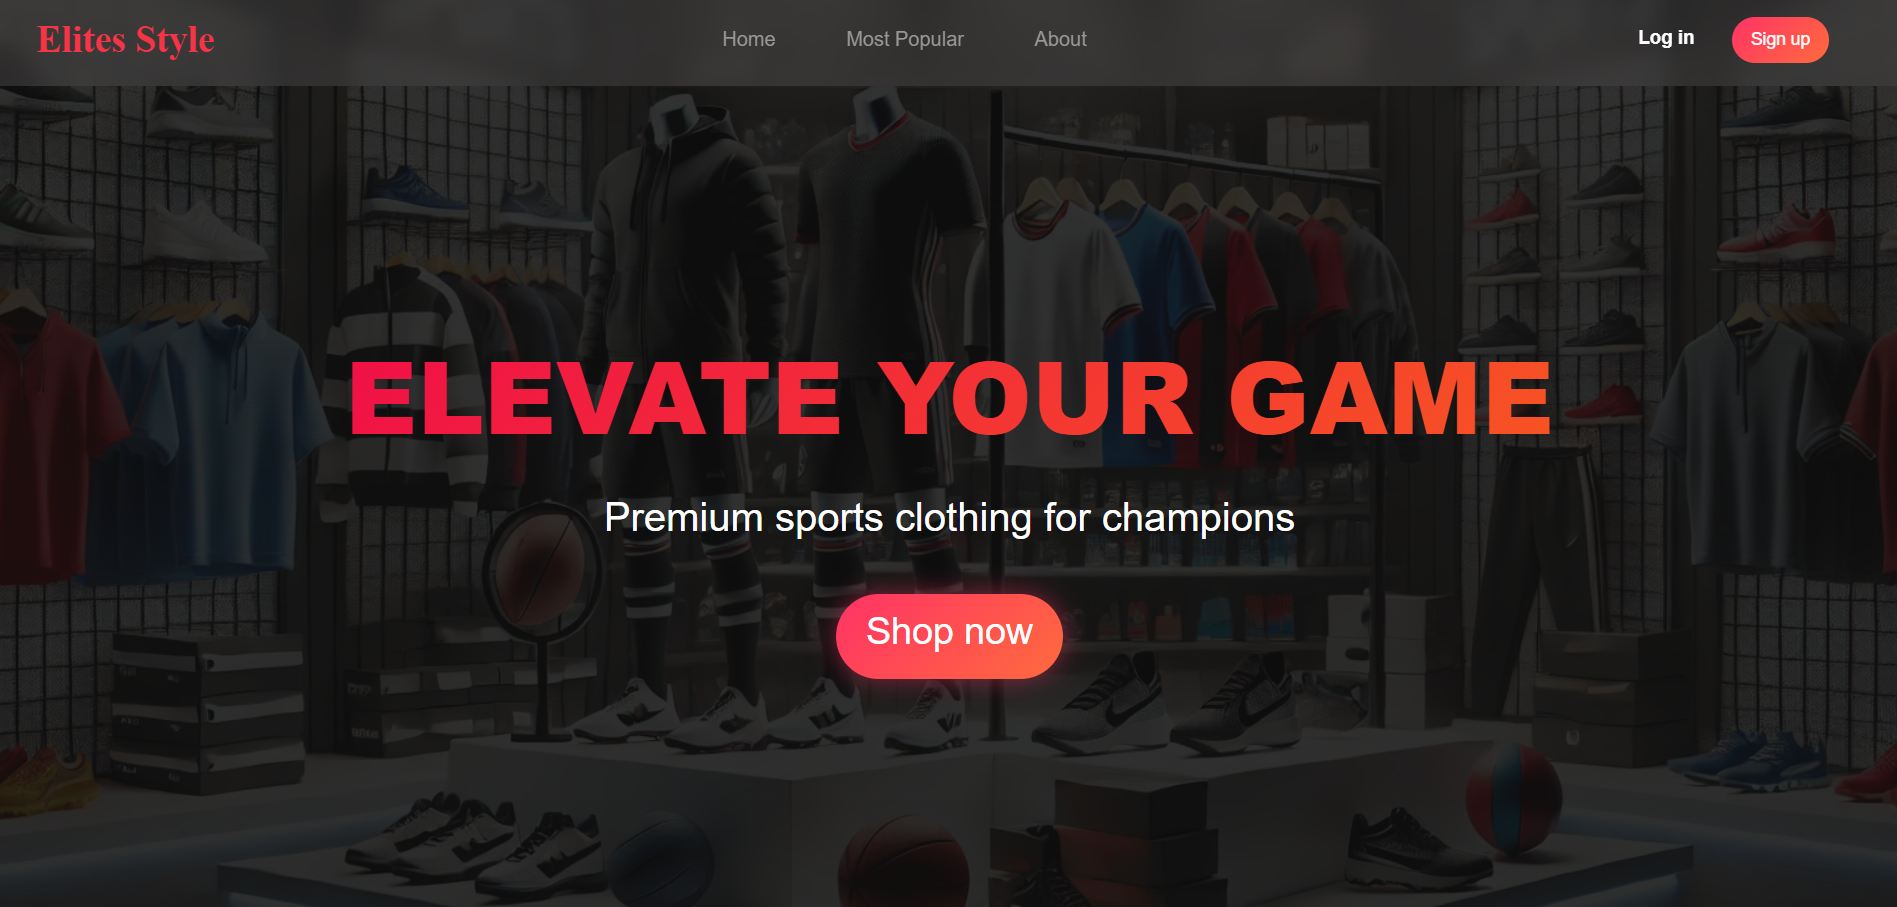 Elites Style
Home
Most Popular
About
Log in
Sign up
ELEVATE YOUR GAME
Premium sports clothing for champions
Shop now